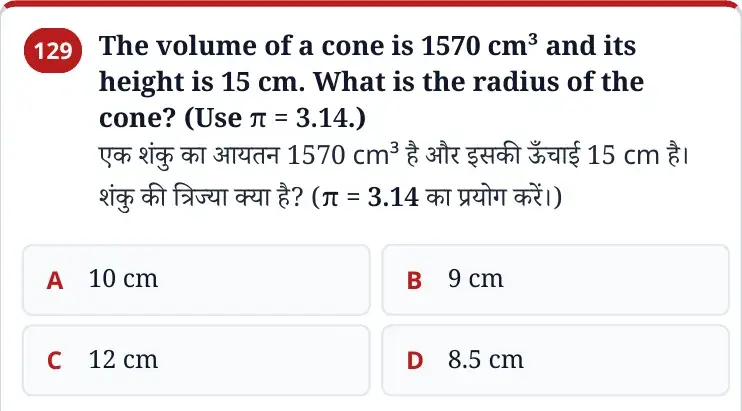 129 The volume of a cone is 1570 cm³ and its
height is 15 cm. What is the radius of the
cone? (Use π = 3.14.)
एक शंकु का आयतन 1570 cm³ है और इसकी ऊँचाई 15 cm है।
शंकु की त्रिज्या क्या है? (π = 3.14 का प्रयोग करें।)
A 10 cm
B 9 cm
C 12 cm
D 8.5 cm